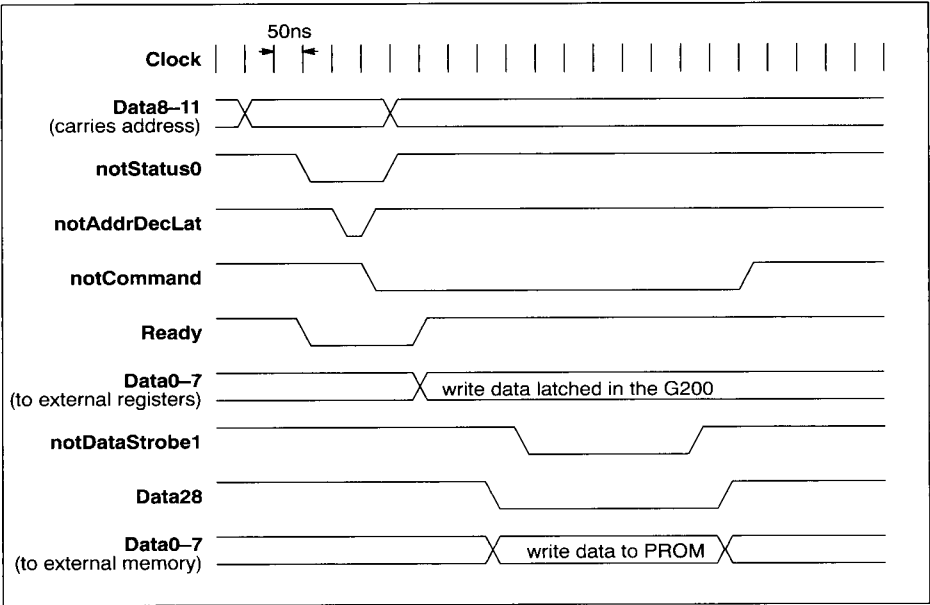 50ns
Clock
Data8–11
(carries address)
notStatus0
notAddrDecLat
notCommand
Ready
Data0–7
(to external registers)
write data latched in the G200
notDataStrobe1
Data28
Data0–7
(to external memory)
write data to PROM